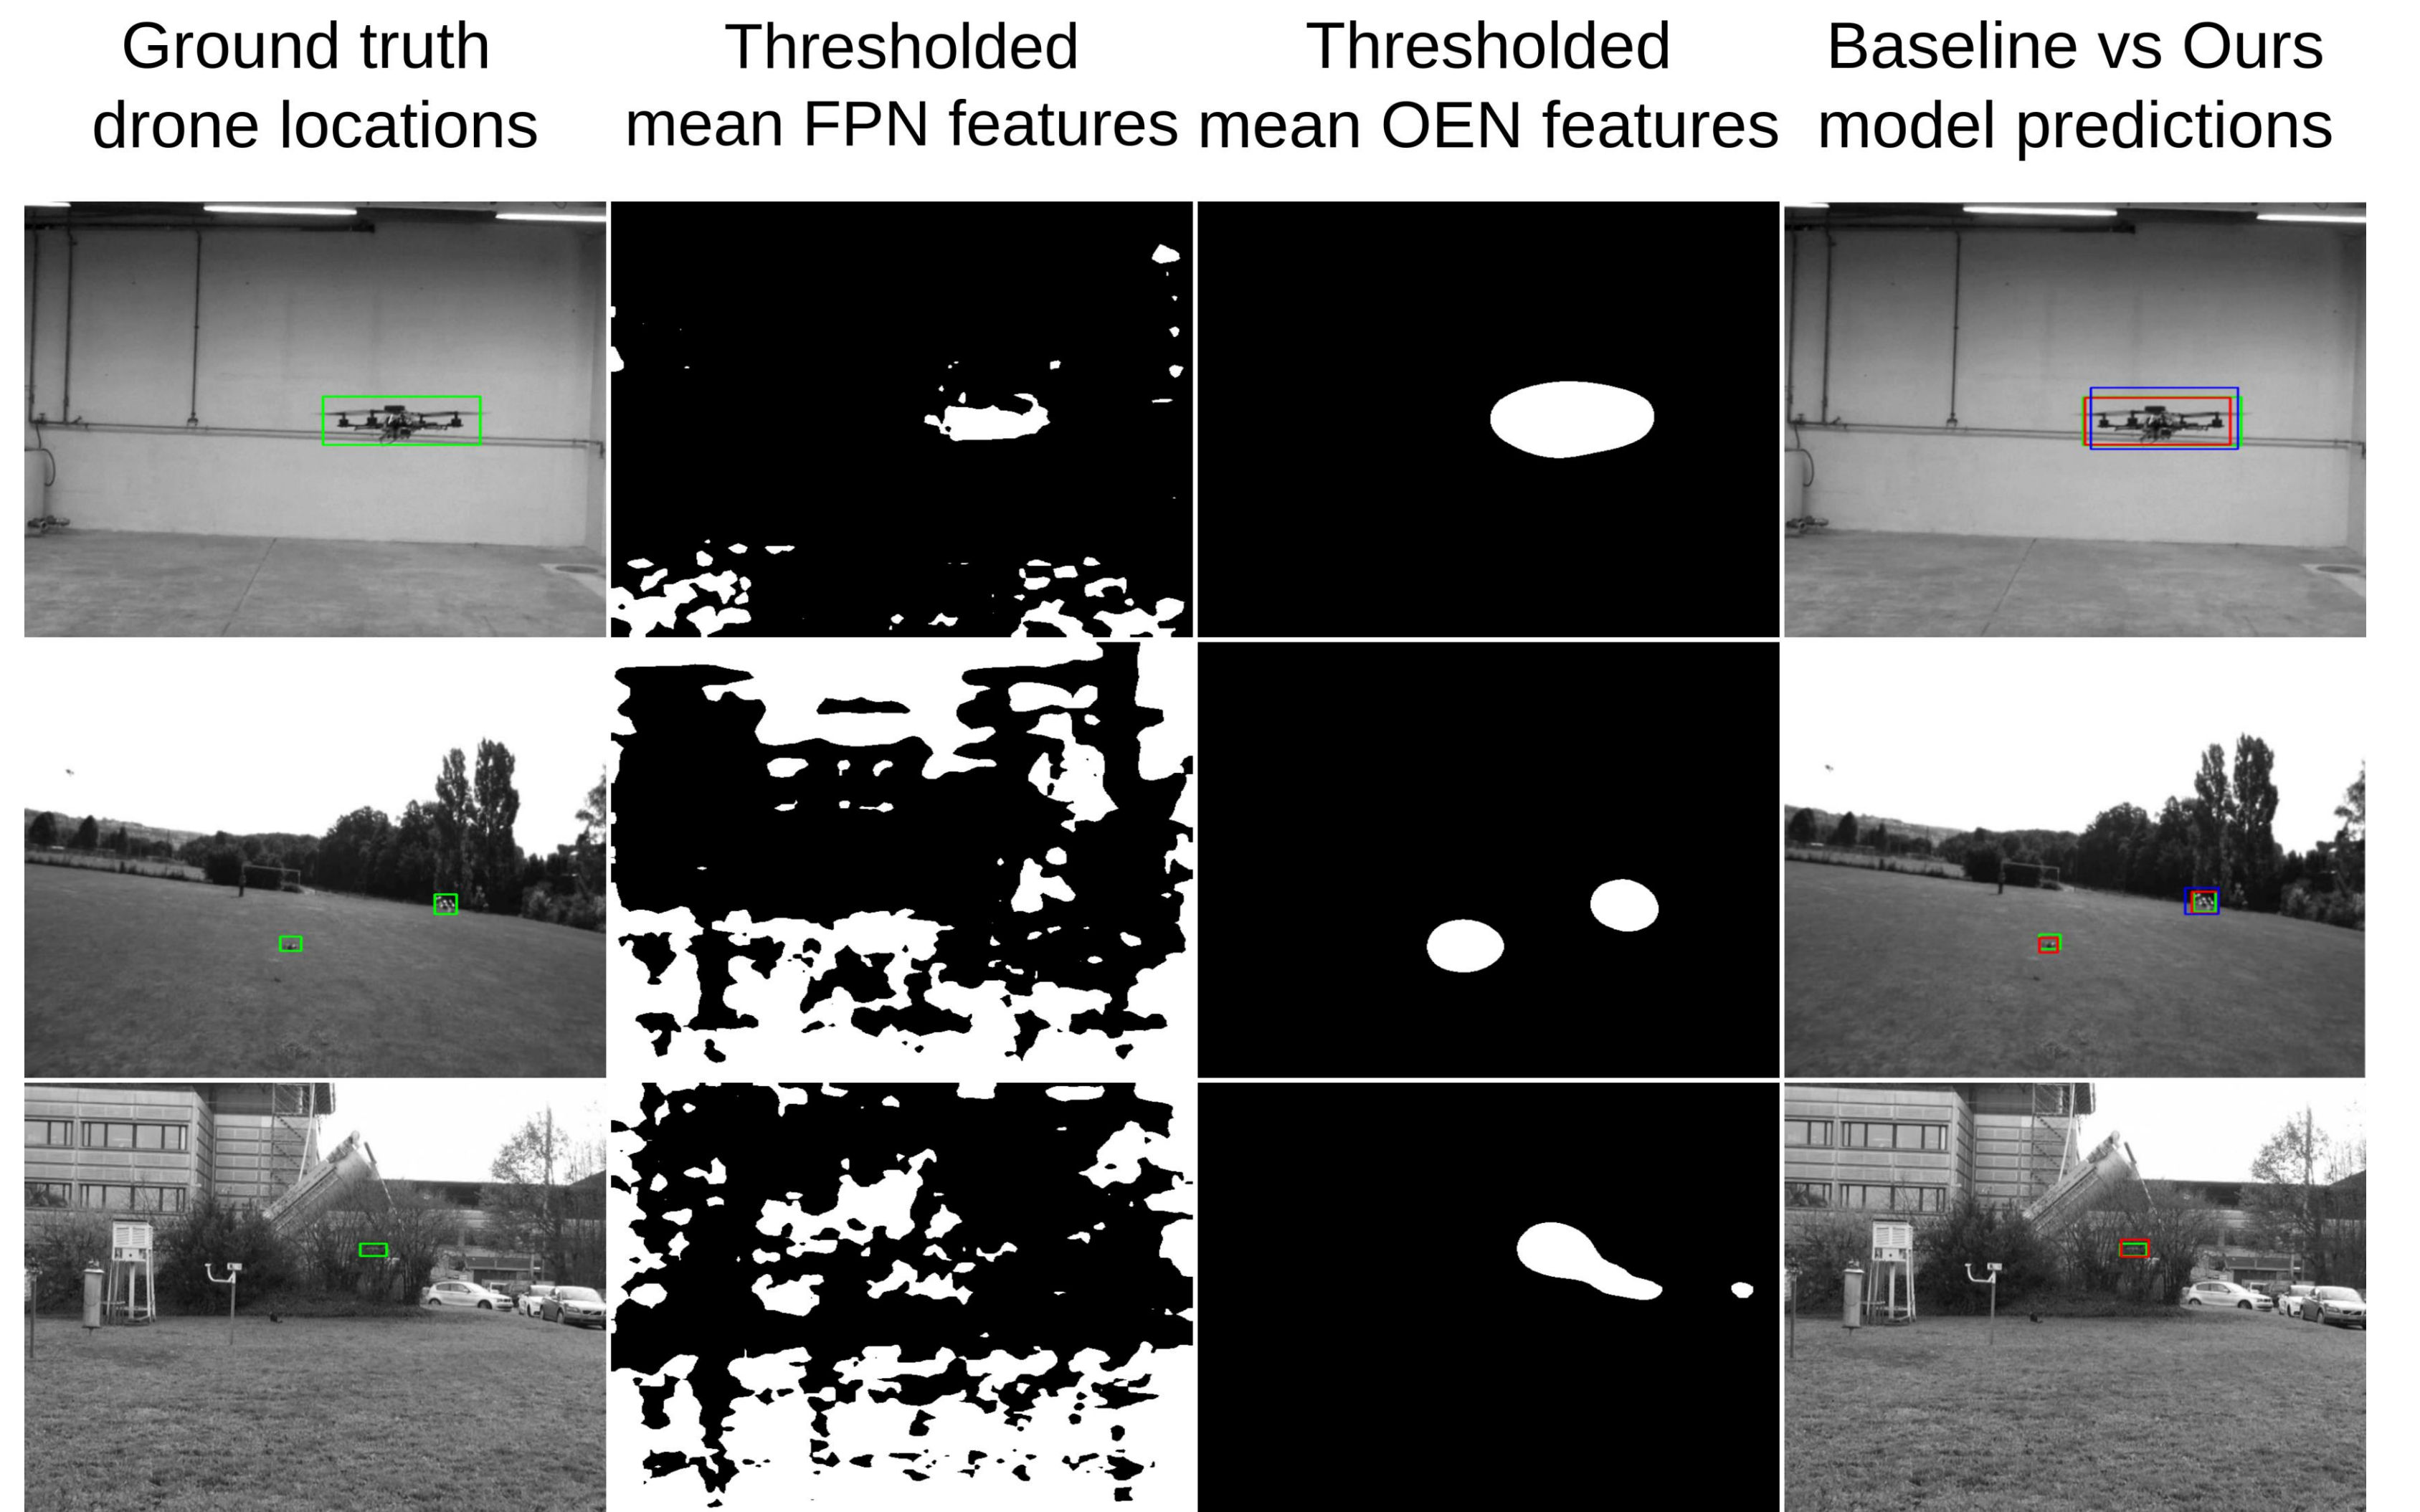 Ground truth
drone locations
Thresholded
mean FPN features
Thresholded
mean OEN features
Baseline vs Ours
model predictions